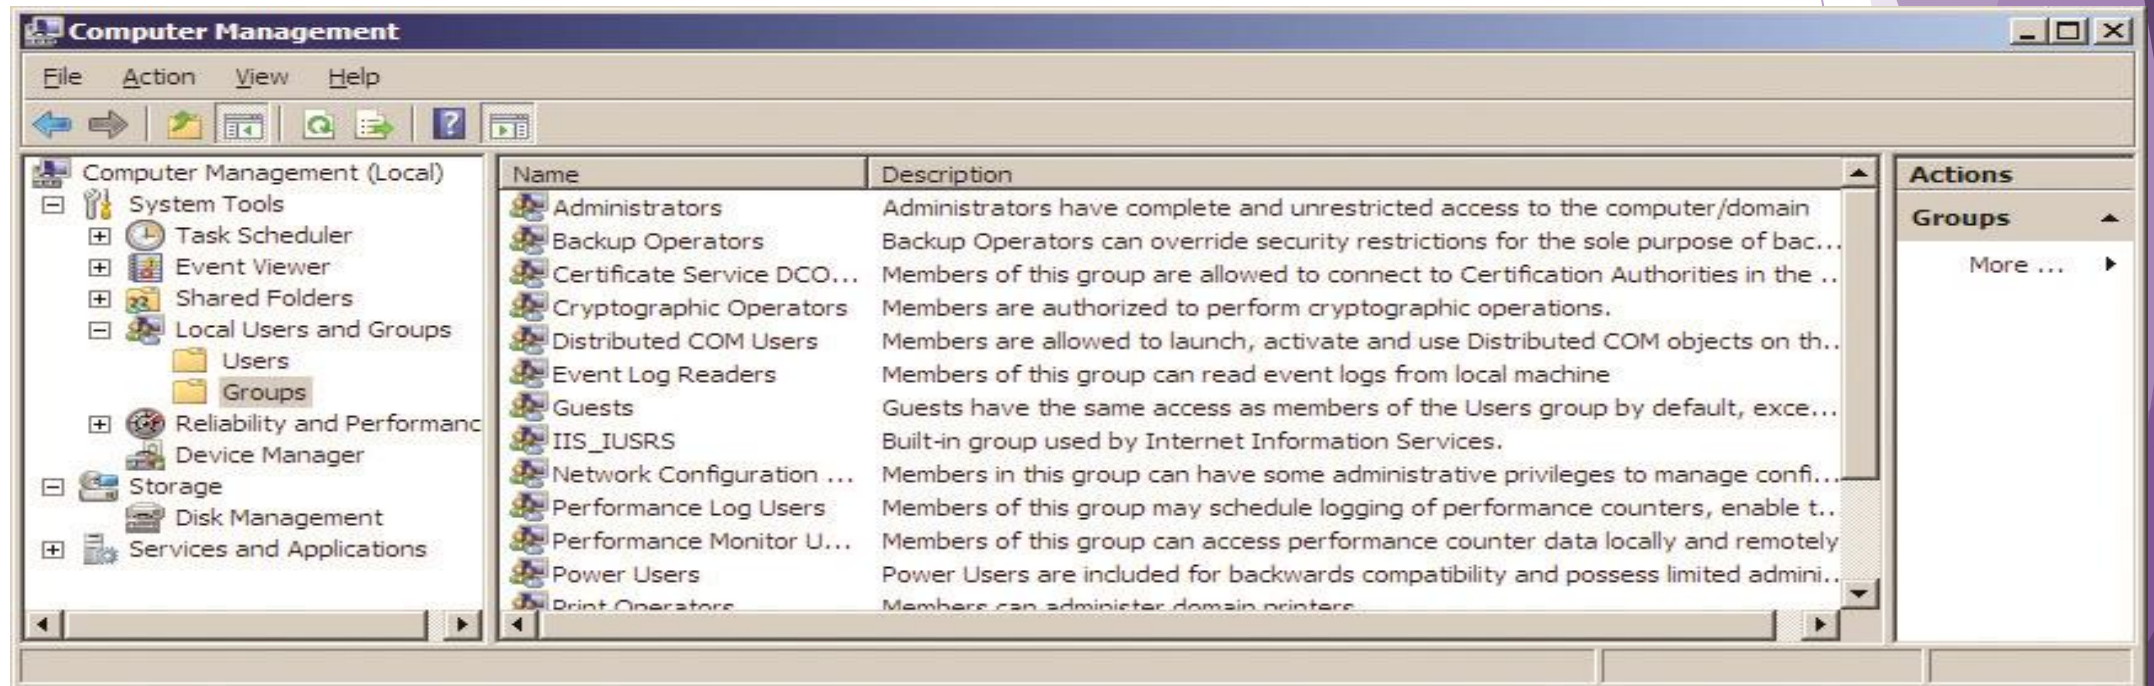 Computer Management
File Action View Help
Computer Management (Local)
System Tools
Task Scheduler
Event Viewer
Shared Folders
Local Users and Groups
Users
Groups
Reliability and Performanc
Device Manager
Storage
Disk Management
Services and Applications
Name Description
Administrators Administrators have complete and unrestricted access to the computer/domain
Backup Operators Backup Operators can override security restrictions for the sole purpose of bac...
Certificate Service DCO... Members of this group are allowed to connect to Certification Authorities in the ..
Cryptographic Operators Members are authorized to perform cryptographic operations.
Distributed COM Users Members are allowed to launch, activate and use Distributed COM objects on th..
Event Log Readers Members of this group can read event logs from local machine
Guests Guests have the same access as members of the Users group by default, exce...
IIS_IUSRS Built-in group used by Internet Information Services.
Network Configuration ... Members in this group can have some administrative privileges to manage confi...
Performance Log Users Members of this group may schedule logging of performance counters, enable t..
Performance Monitor U... Members of this group can access performance counter data locally and remotely
Power Users Power Users are included for backwards compatibility and possess limited admini..
Print Operators Members can administer domain printers
Actions
Groups
More ...